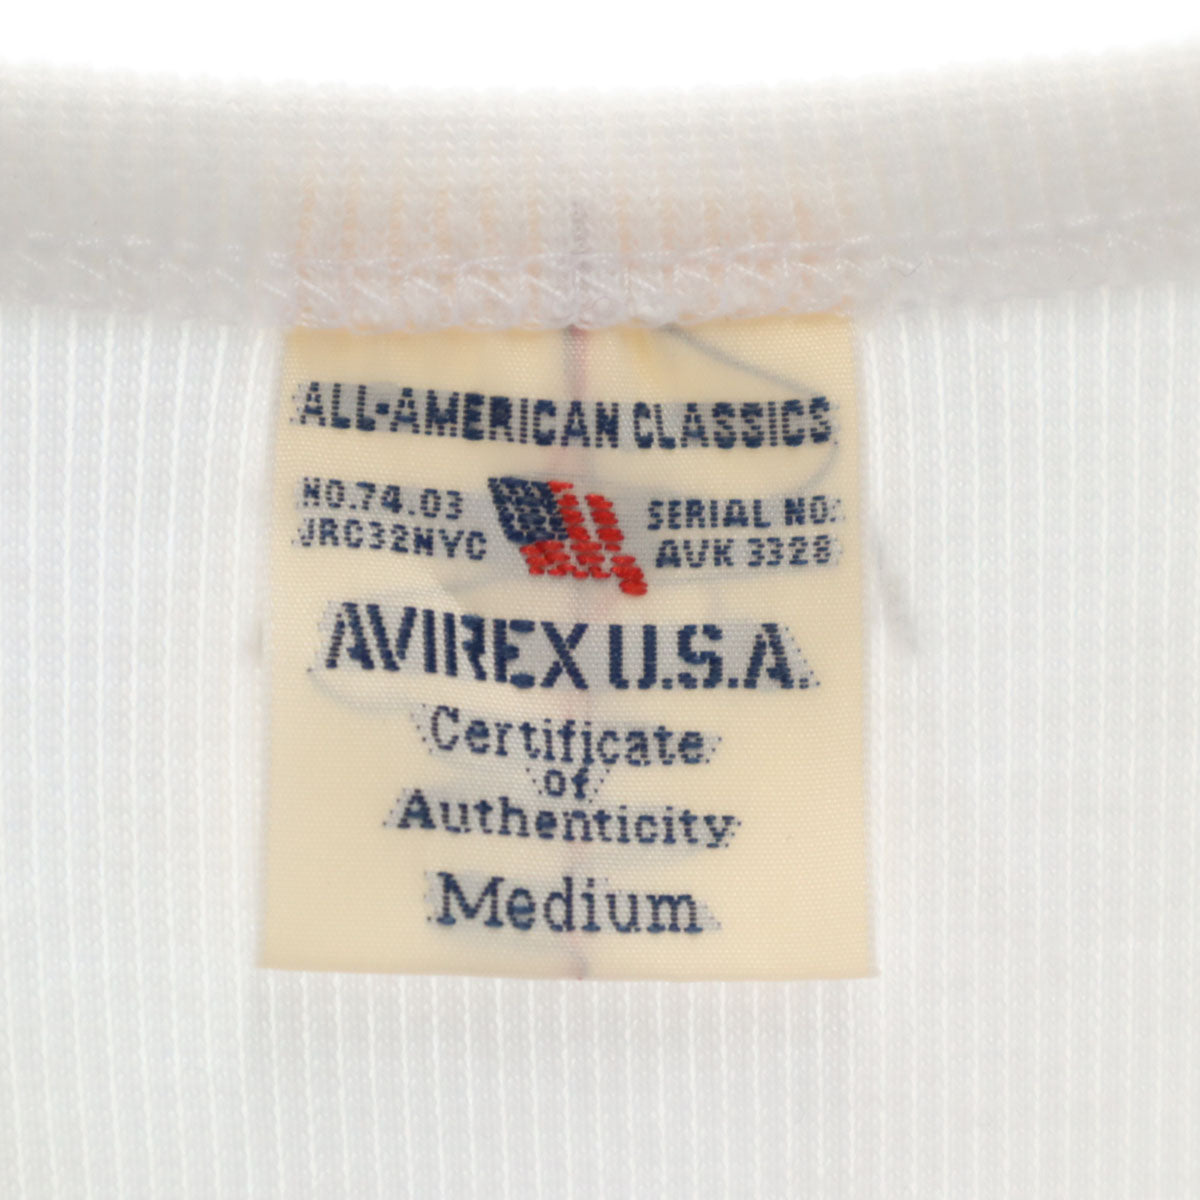 ALL-AMERICAN CLASSICS
NO.74.03
JRC32NYC
SERIAL NO:
AVK 3328
AVIREX U.S.A.
Certificate
of
Authenticity
Medium